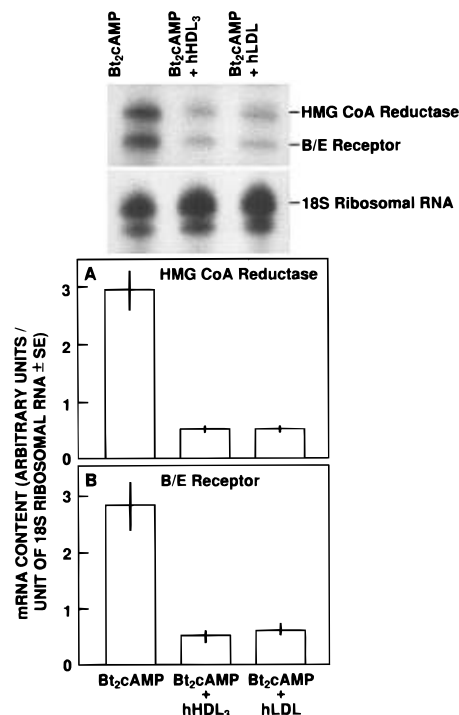 Bt₂cAMP
Bt₂cAMP
+ hHDL₃
Bt₂cAMP
+ hLDL
HMG CoA Reductase
B/E Receptor
18S Ribosomal RNA
mRNA CONTENT (ARBITRARY UNITS /
UNIT OF 18S RIBOSOMAL RNA ± SE)
A HMG CoA Reductase
3
2
1
0
B B/E Receptor
3
2
1
0
Bt₂cAMP Bt₂cAMP Bt₂cAMP
+ +
hHDL₃ hLDL